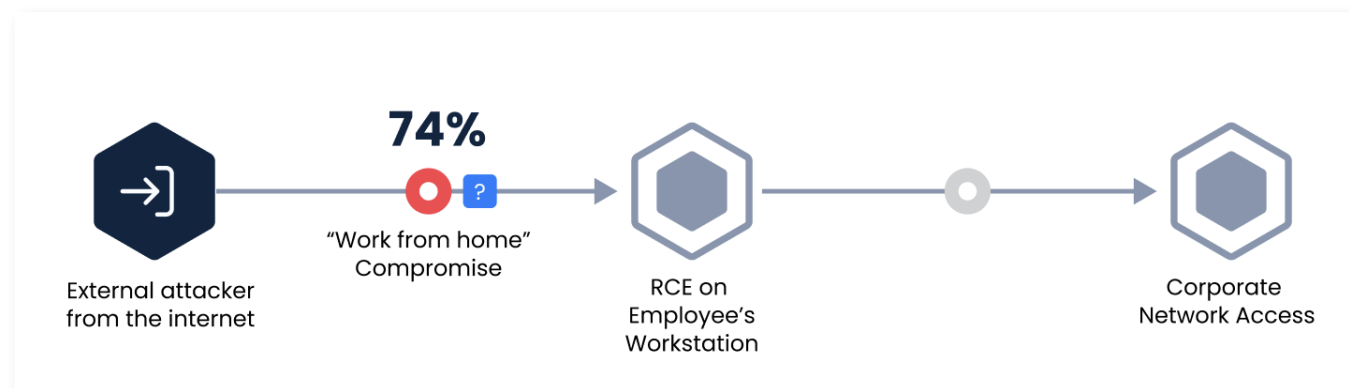 74%
?
“Work from home”
Compromise
External attacker
from the internet
RCE on
Employee’s
Workstation
Corporate
Network Access